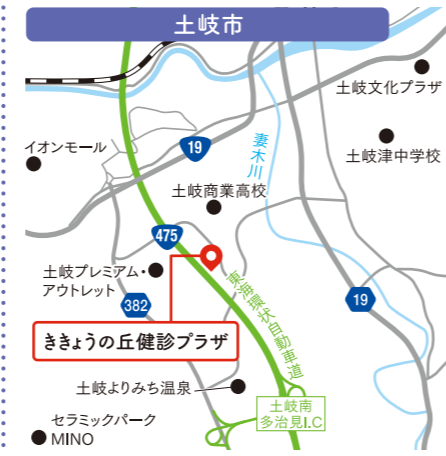 土岐市
土岐文化プラザ
イオンモール
19
妻木川
土岐津中学校
土岐商業高校
475
土岐プレミアム・
アウトレット
東海環状自動車道
382
19
ききょうの丘健診プラザ
土岐よりみち温泉
土岐南
多治見I.C
セラミックパーク
MINO